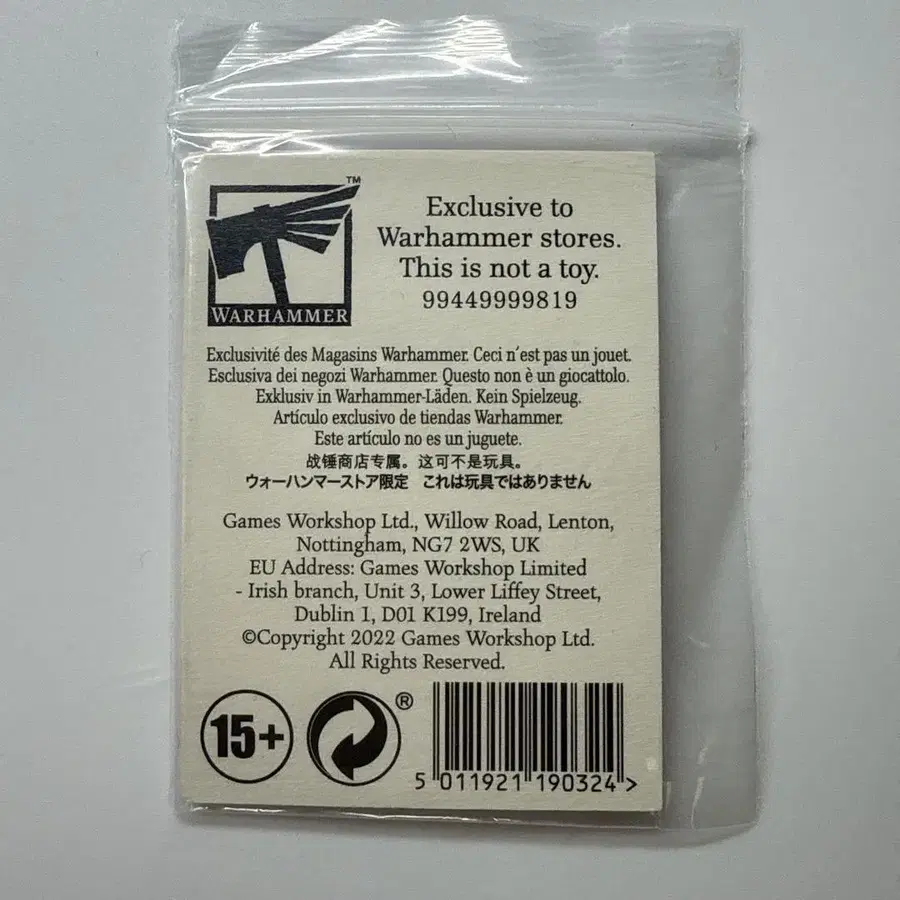 WARHAMMER
TM
Exclusive to
Warhammer stores.
This is not a toy.
99449999819
Exclusivité des Magasins Warhammer. Ceci n'est pas un jouet.
Esclusiva dei negozi Warhammer. Questo non è un giocattolo.
Exklusiv in Warhammer-Läden. Kein Spielzeug.
Artículo exclusivo de tiendas Warhammer.
Este artículo no es un juguete.
战锤商店专属。这可不是玩具。
ウォーハンマーストア限定 これは玩具ではありません
Games Workshop Ltd., Willow Road, Lenton,
Nottingham, NG7 2WS, UK
EU Address: Games Workshop Limited
- Irish branch, Unit 3, Lower Liffey Street,
Dublin 1, D01 K199, Ireland
©Copyright 2022 Games Workshop Ltd.
All Rights Reserved.
15+
®
5 011921 190324 >